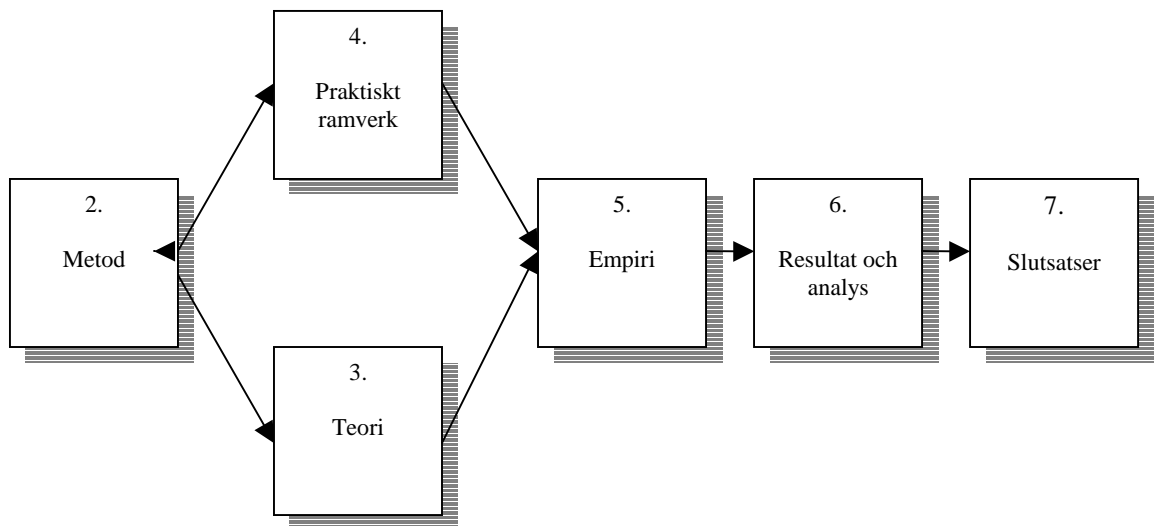 2.
Metod
4.
Praktiskt
ramverk
3.
Teori
5.
Empiri
6.
Resultat och
analys
7.
Slutsatser